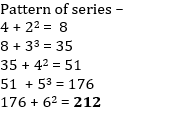 Pattern of series –
4 + 2² =  8
8 + 3³ = 35
35 + 4² = 51
51  + 5³ = 176
176 + 6² = 212